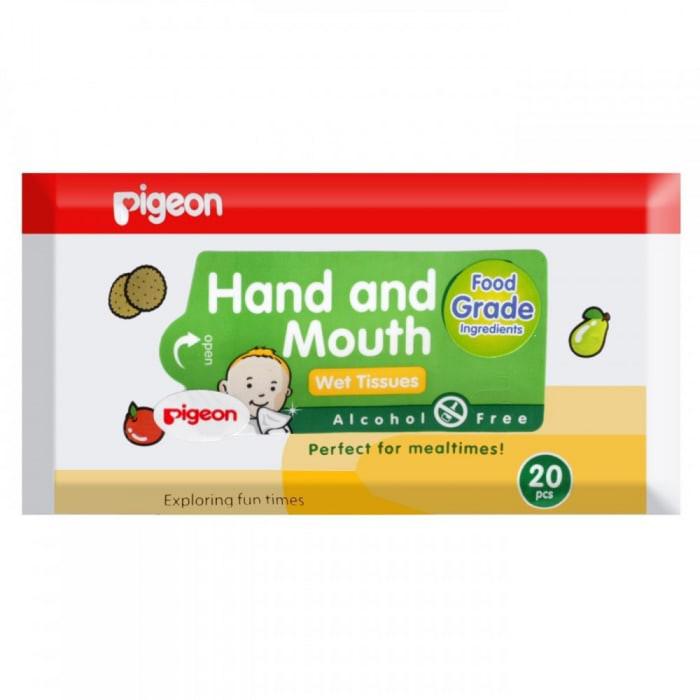 pigeon
Hand and
Mouth
Food
Grade
Ingredients
open
Wet Tissues
pigeon
Alcohol Free
Perfect for mealtimes!
20
pcs
Exploring fun times